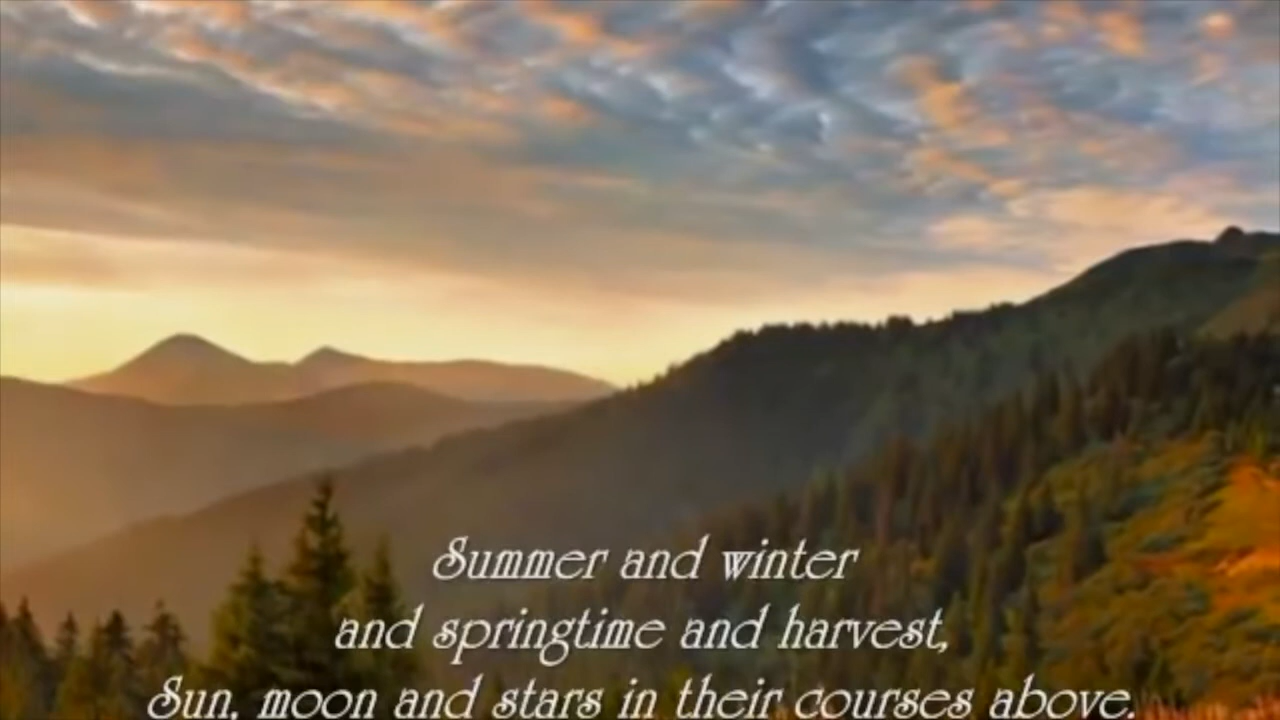 Summer and winter
and springtime and harvest,
Sun, moon and stars in their courses above,